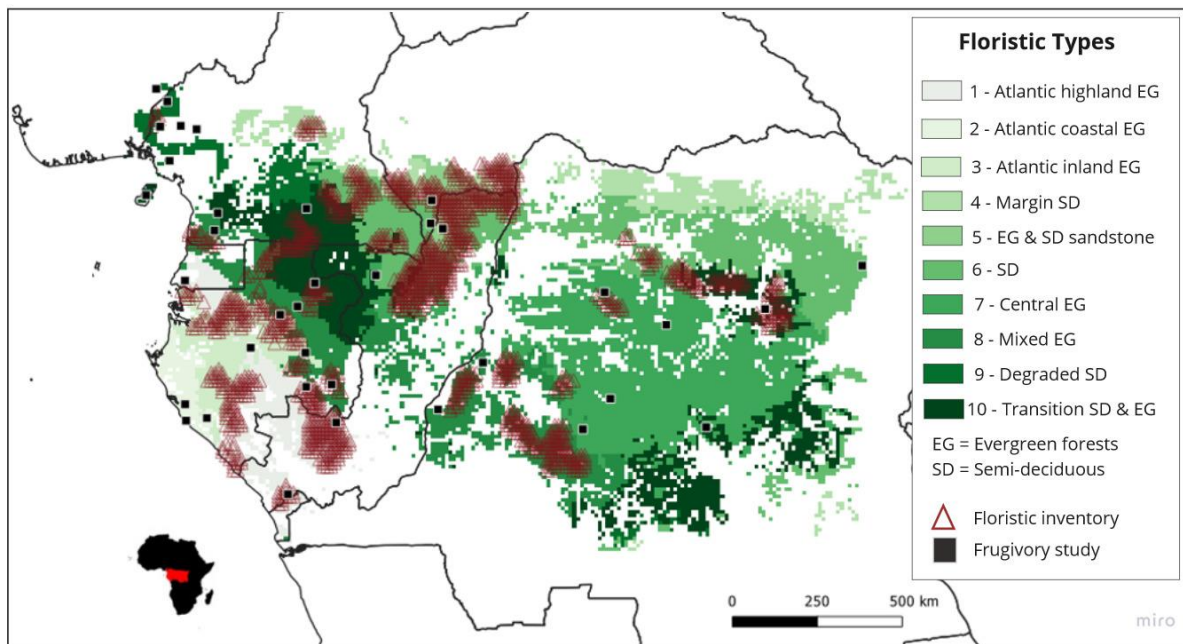 Floristic Types
1 - Atlantic highland EG
2 - Atlantic coastal EG
3 - Atlantic inland EG
4 - Margin SD
5 - EG & SD sandstone
6 - SD
7 - Central EG
8 - Mixed EG
9 - Degraded SD
10 - Transition SD & EG
EG = Evergreen forests
SD = Semi-deciduous
Floristic inventory
Frugivory study
0 250 500 km
miro